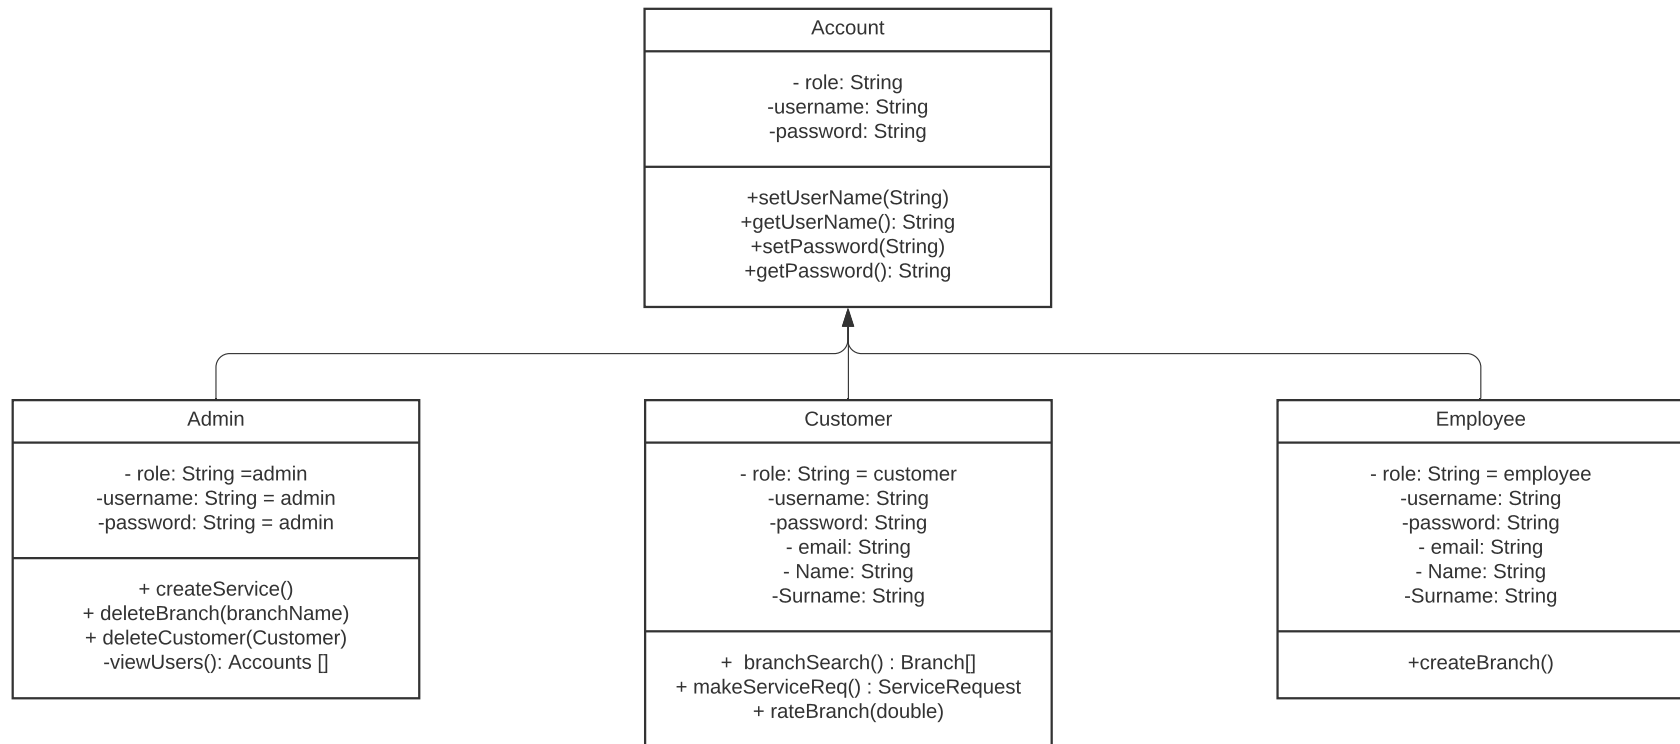 Account
- role: String
-username: String
-password: String
+setUserName(String)
+getUserName(): String
+setPassword(String)
+getPassword(): String
Admin
- role: String =admin
-username: String = admin
-password: String = admin
+ createService()
+ deleteBranch(branchName)
+ deleteCustomer(Customer)
-viewUsers(): Accounts []
Customer
- role: String = customer
-username: String
-password: String
- email: String
- Name: String
-Surname: String
+  branchSearch() : Branch[]
+ makeServiceReq() : ServiceRequest
+ rateBranch(double)
Employee
- role: String = employee
-username: String
-password: String
- email: String
- Name: String
-Surname: String
+createBranch()